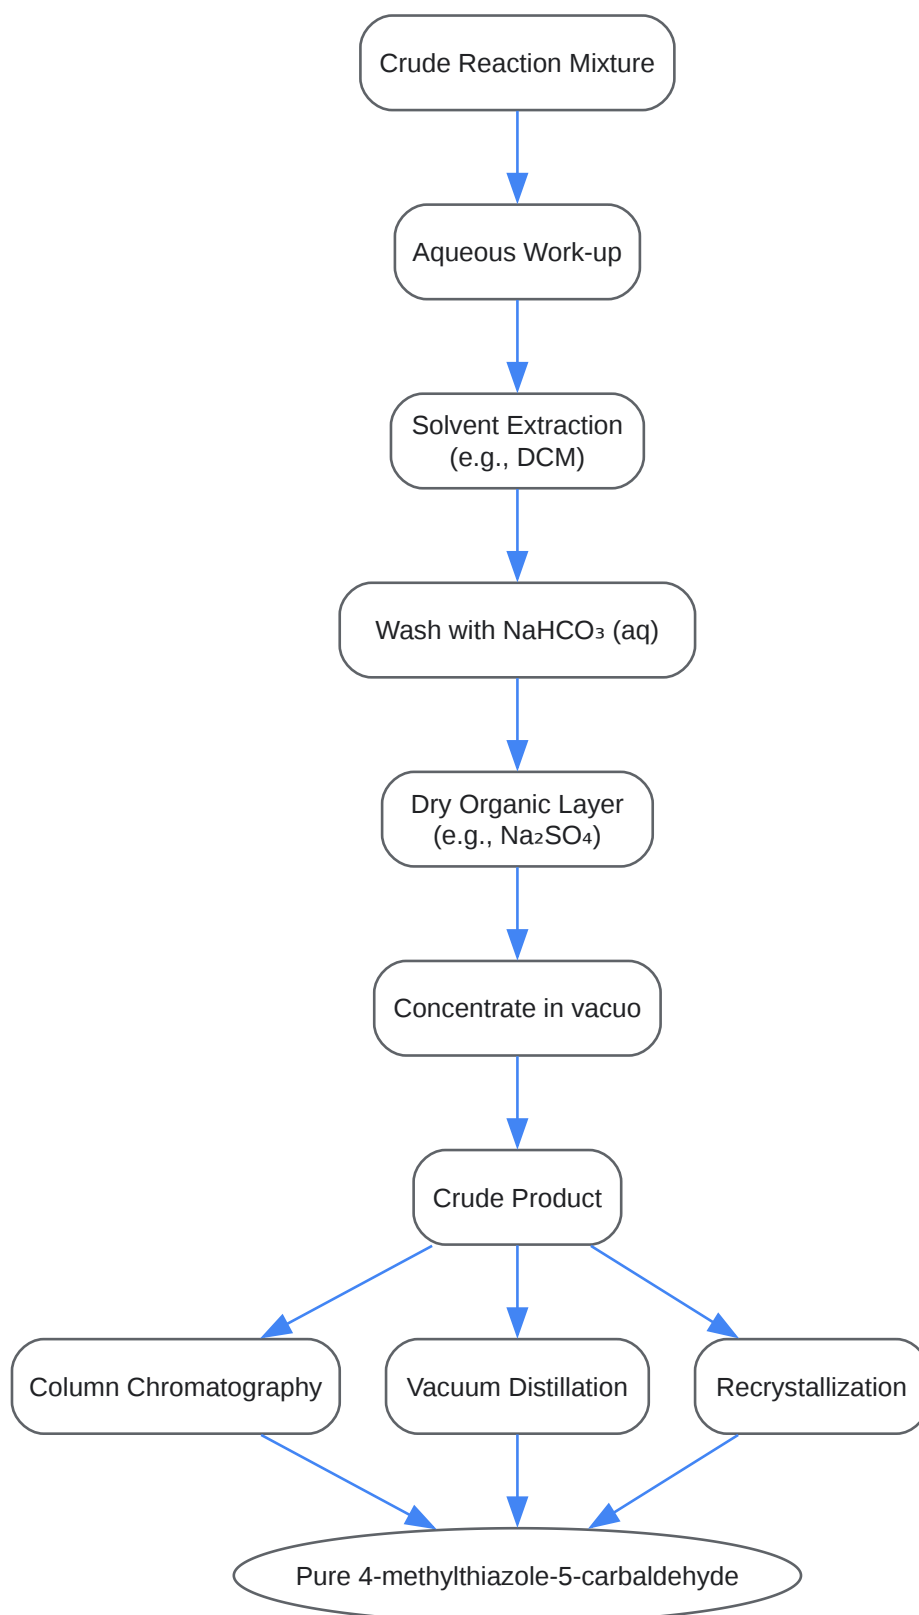 Crude Reaction Mixture
Aqueous Work-up
Solvent Extraction
(e.g., DCM)
Wash with NaHCO₃ (aq)
Dry Organic Layer
(e.g., Na₂SO₄)
Concentrate in vacuo
Crude Product
Column Chromatography
Vacuum Distillation
Recrystallization
Pure 4-methylthiazole-5-carbaldehyde